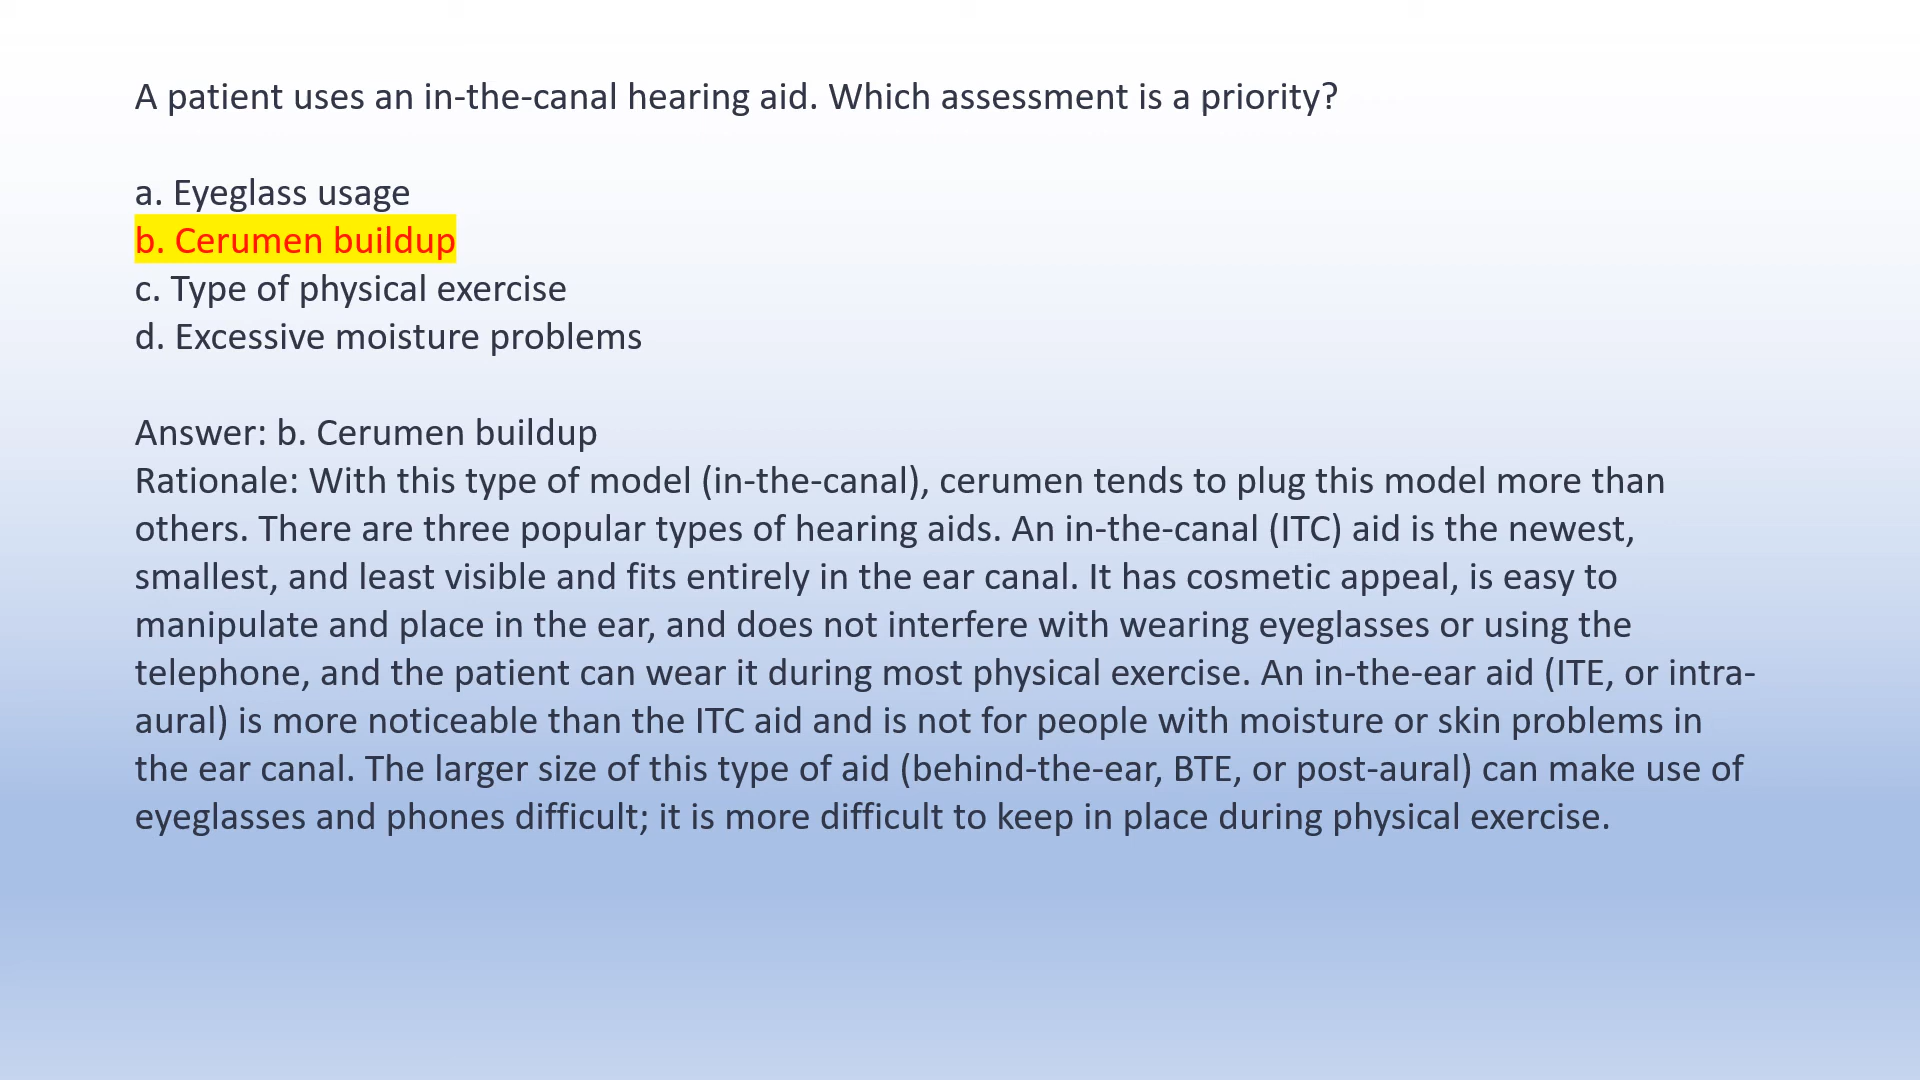 A patient uses an in-the-canal hearing aid. Which assessment is a priority?
a. Eyeglass usage
b. Cerumen buildup
c. Type of physical exercise
d. Excessive moisture problems
Answer: b. Cerumen buildup
Rationale: With this type of model (in-the-canal), cerumen tends to plug this model more than
others. There are three popular types of hearing aids. An in-the-canal (ITC) aid is the newest,
smallest, and least visible and fits entirely in the ear canal. It has cosmetic appeal, is easy to
manipulate and place in the ear, and does not interfere with wearing eyeglasses or using the
telephone, and the patient can wear it during most physical exercise. An in-the-ear aid (ITE, or intra-
aural) is more noticeable than the ITC aid and is not for people with moisture or skin problems in
the ear canal. The larger size of this type of aid (behind-the-ear, BTE, or post-aural) can make use of
eyeglasses and phones difficult; it is more difficult to keep in place during physical exercise.